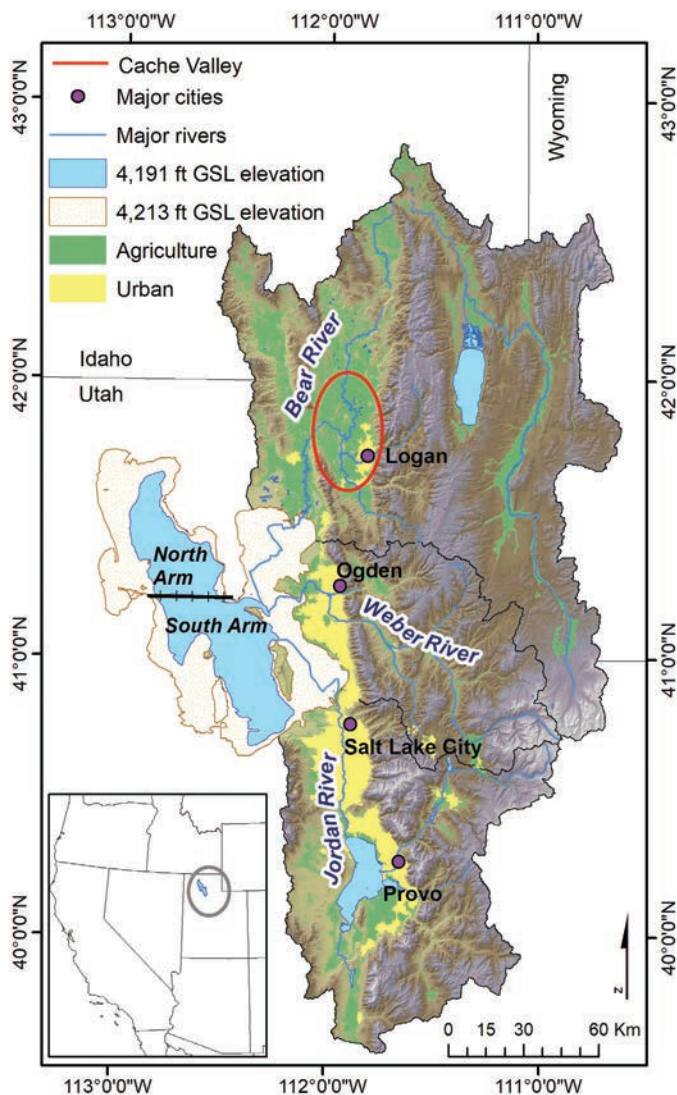 112°0'0"W
111°0'0"W
Cache Valley
Major cities
Major rivers
4,191 ft GSL elevation
4,213 ft GSL elevation
Agriculture
Urban
43°0'0"N
43°0'0"N
Wyoming
Idaho
Utah
42°0'0"N
42°0'0"N
Bear River
Logan
North
Arm
South Arm
Ogden
Weber River
41°0'0"N
41°0'0"N
Salt Lake City
Jordan River
Provo
40°0'0"N
40°0'0"N
z
0 15 30 60 Km
113°0'0"W
112°0'0"W
111°0'0"W